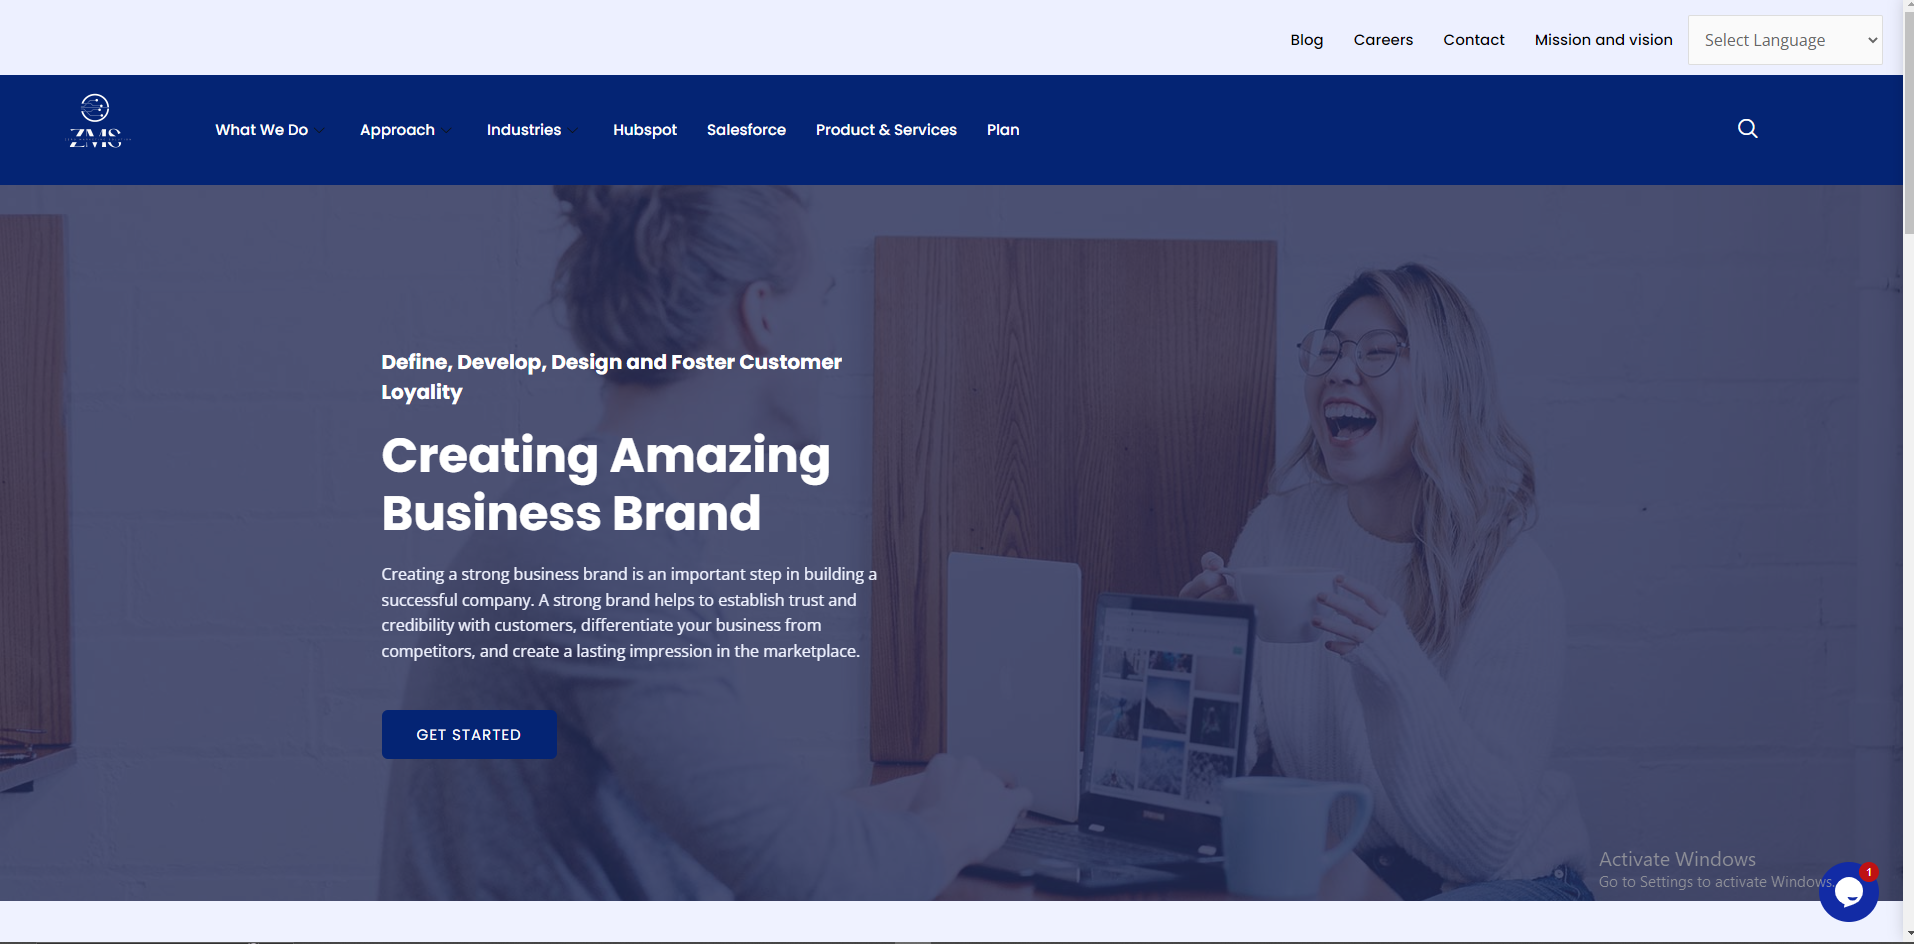 Blog Careers Contact Mission and vision Select Language
ZMS
What We Do Approach Industries Hubspot Salesforce Product & Services Plan
Define, Develop, Design and Foster Customer
Loyality
Creating Amazing
Business Brand
Creating a strong business brand is an important step in building a
successful company. A strong brand helps to establish trust and
credibility with customers, differentiate your business from
competitors, and create a lasting impression in the marketplace.
GET STARTED
Activate Windows
Go to Settings to activate Windows.
1